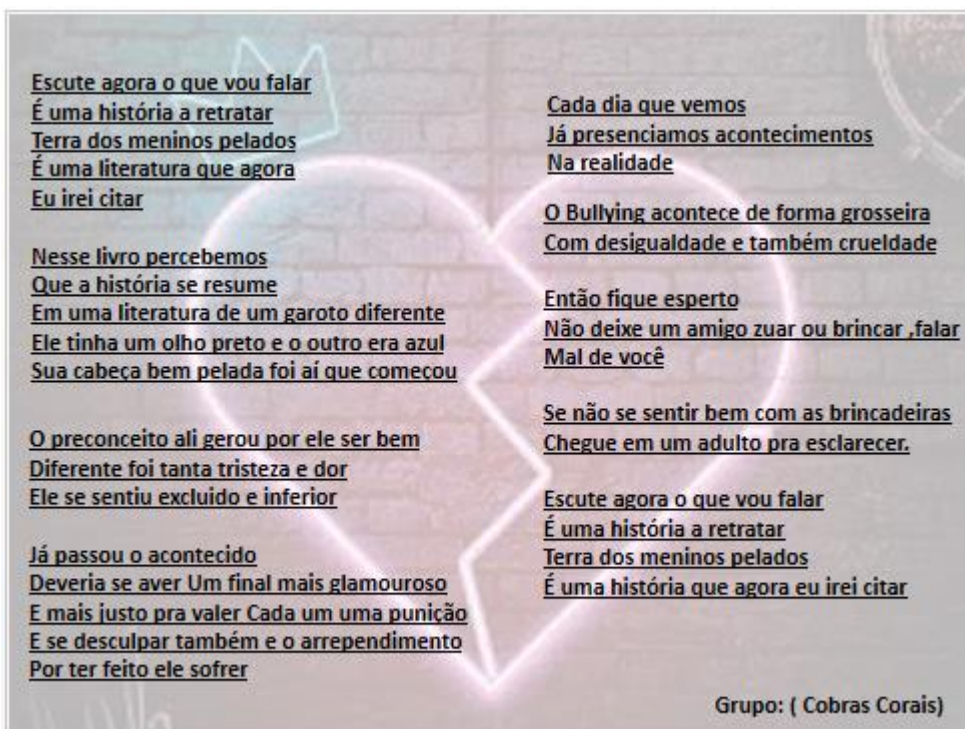 Escute agora o que vou falar
É uma história a retratar
Terra dos meninos pelados
É uma literatura que agora
Eu irei citar
Nesse livro percebemos
Que a história se resume
Em uma literatura de um garoto diferente
Ele tinha um olho preto e o outro era azul
Sua cabeça bem pelada foi aí que começou
O preconceito ali gerou por ele ser bem
Diferente foi tanta tristeza e dor
Ele se sentiu excluido e inferior
Já passou o acontecido
Deveria se aver Um final mais glamouroso
E mais justo pra valer Cada um uma punição
E se desculpar também e o arrependimento
Por ter feito ele sofrer
Cada dia que vemos
Já presenciamos acontecimentos
Na realidade
O Bullying acontece de forma grosseira
Com desigualdade e também crueldade
Então fique esperto
Não deixe um amigo zuar ou brincar ,falar
Mal de você
Se não se sentir bem com as brincadeiras
Chegue em um adulto pra esclarecer.
Escute agora o que vou falar
É uma história a retratar
Terra dos meninos pelados
É uma história que agora eu irei citar
Grupo: ( Cobras Corais)